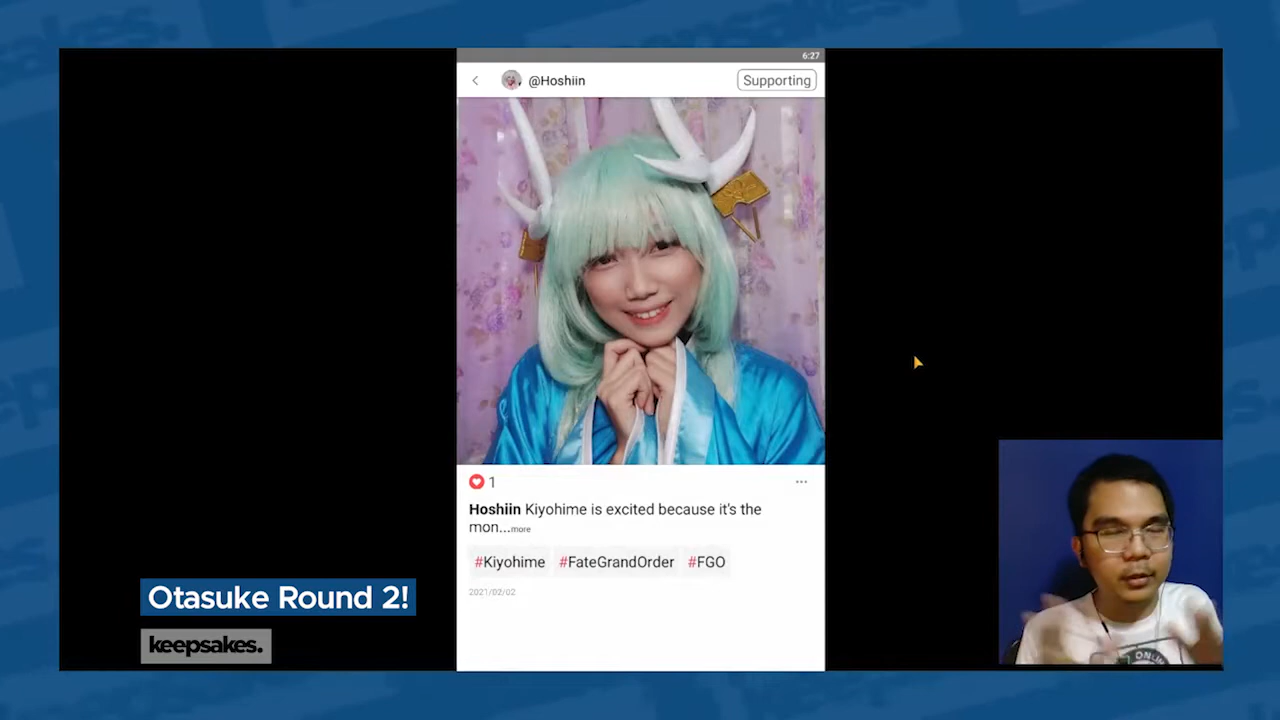 6:27
@Hoshiin
Supporting
1
Hoshiin Kiyohime is excited because it's the
mon...more
#Kiyohime #FateGrandOrder #FGO
2021/02/02
Otasuke Round 2!
keepsakes.